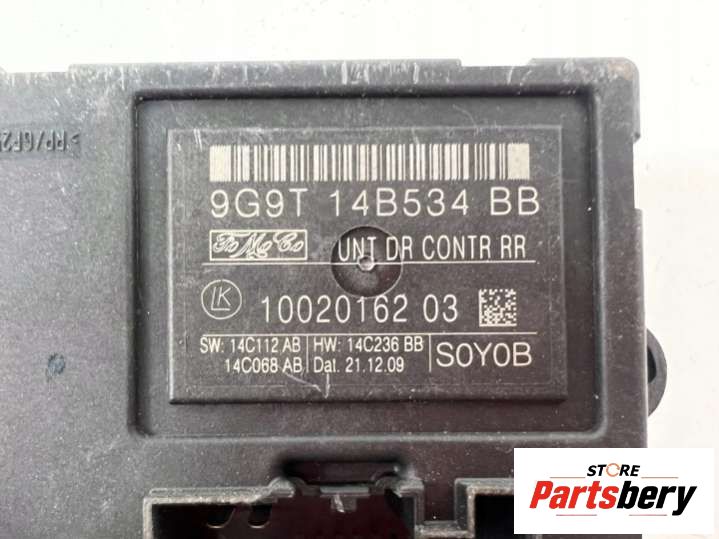 9G9T 14B534 BB
FoMoCo UNT DR CONTR RR
LK 10020162 03
SW: 14C112 AB HW: 14C236 BB
14C068 AB Dat. 21.12.09 S0Y0B
STORE
Partsbery